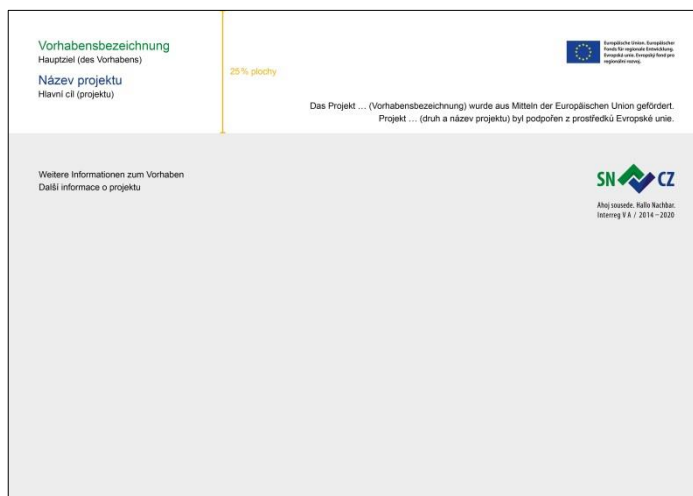 Vorhabensbezeichnung
Hauptziel (des Vorhabens)
Název projektu
Hlavní cíl (projektu)
25 % plochy
Europäische Union. Europäischer
Fonds für regionale Entwicklung.
Evropská unie. Evropský fond pro
regionální rozvoj.
Das Projekt … (Vorhabensbezeichnung) wurde aus Mitteln der Europäischen Union gefördert.
Projekt … (druh a název projektu) byl podpořen z prostředků Evropské unie.
Weitere Informationen zum Vorhaben
Další informace o projektu
SN CZ
Ahoj sousede. Hallo Nachbar.
Interreg V A / 2014 – 2020